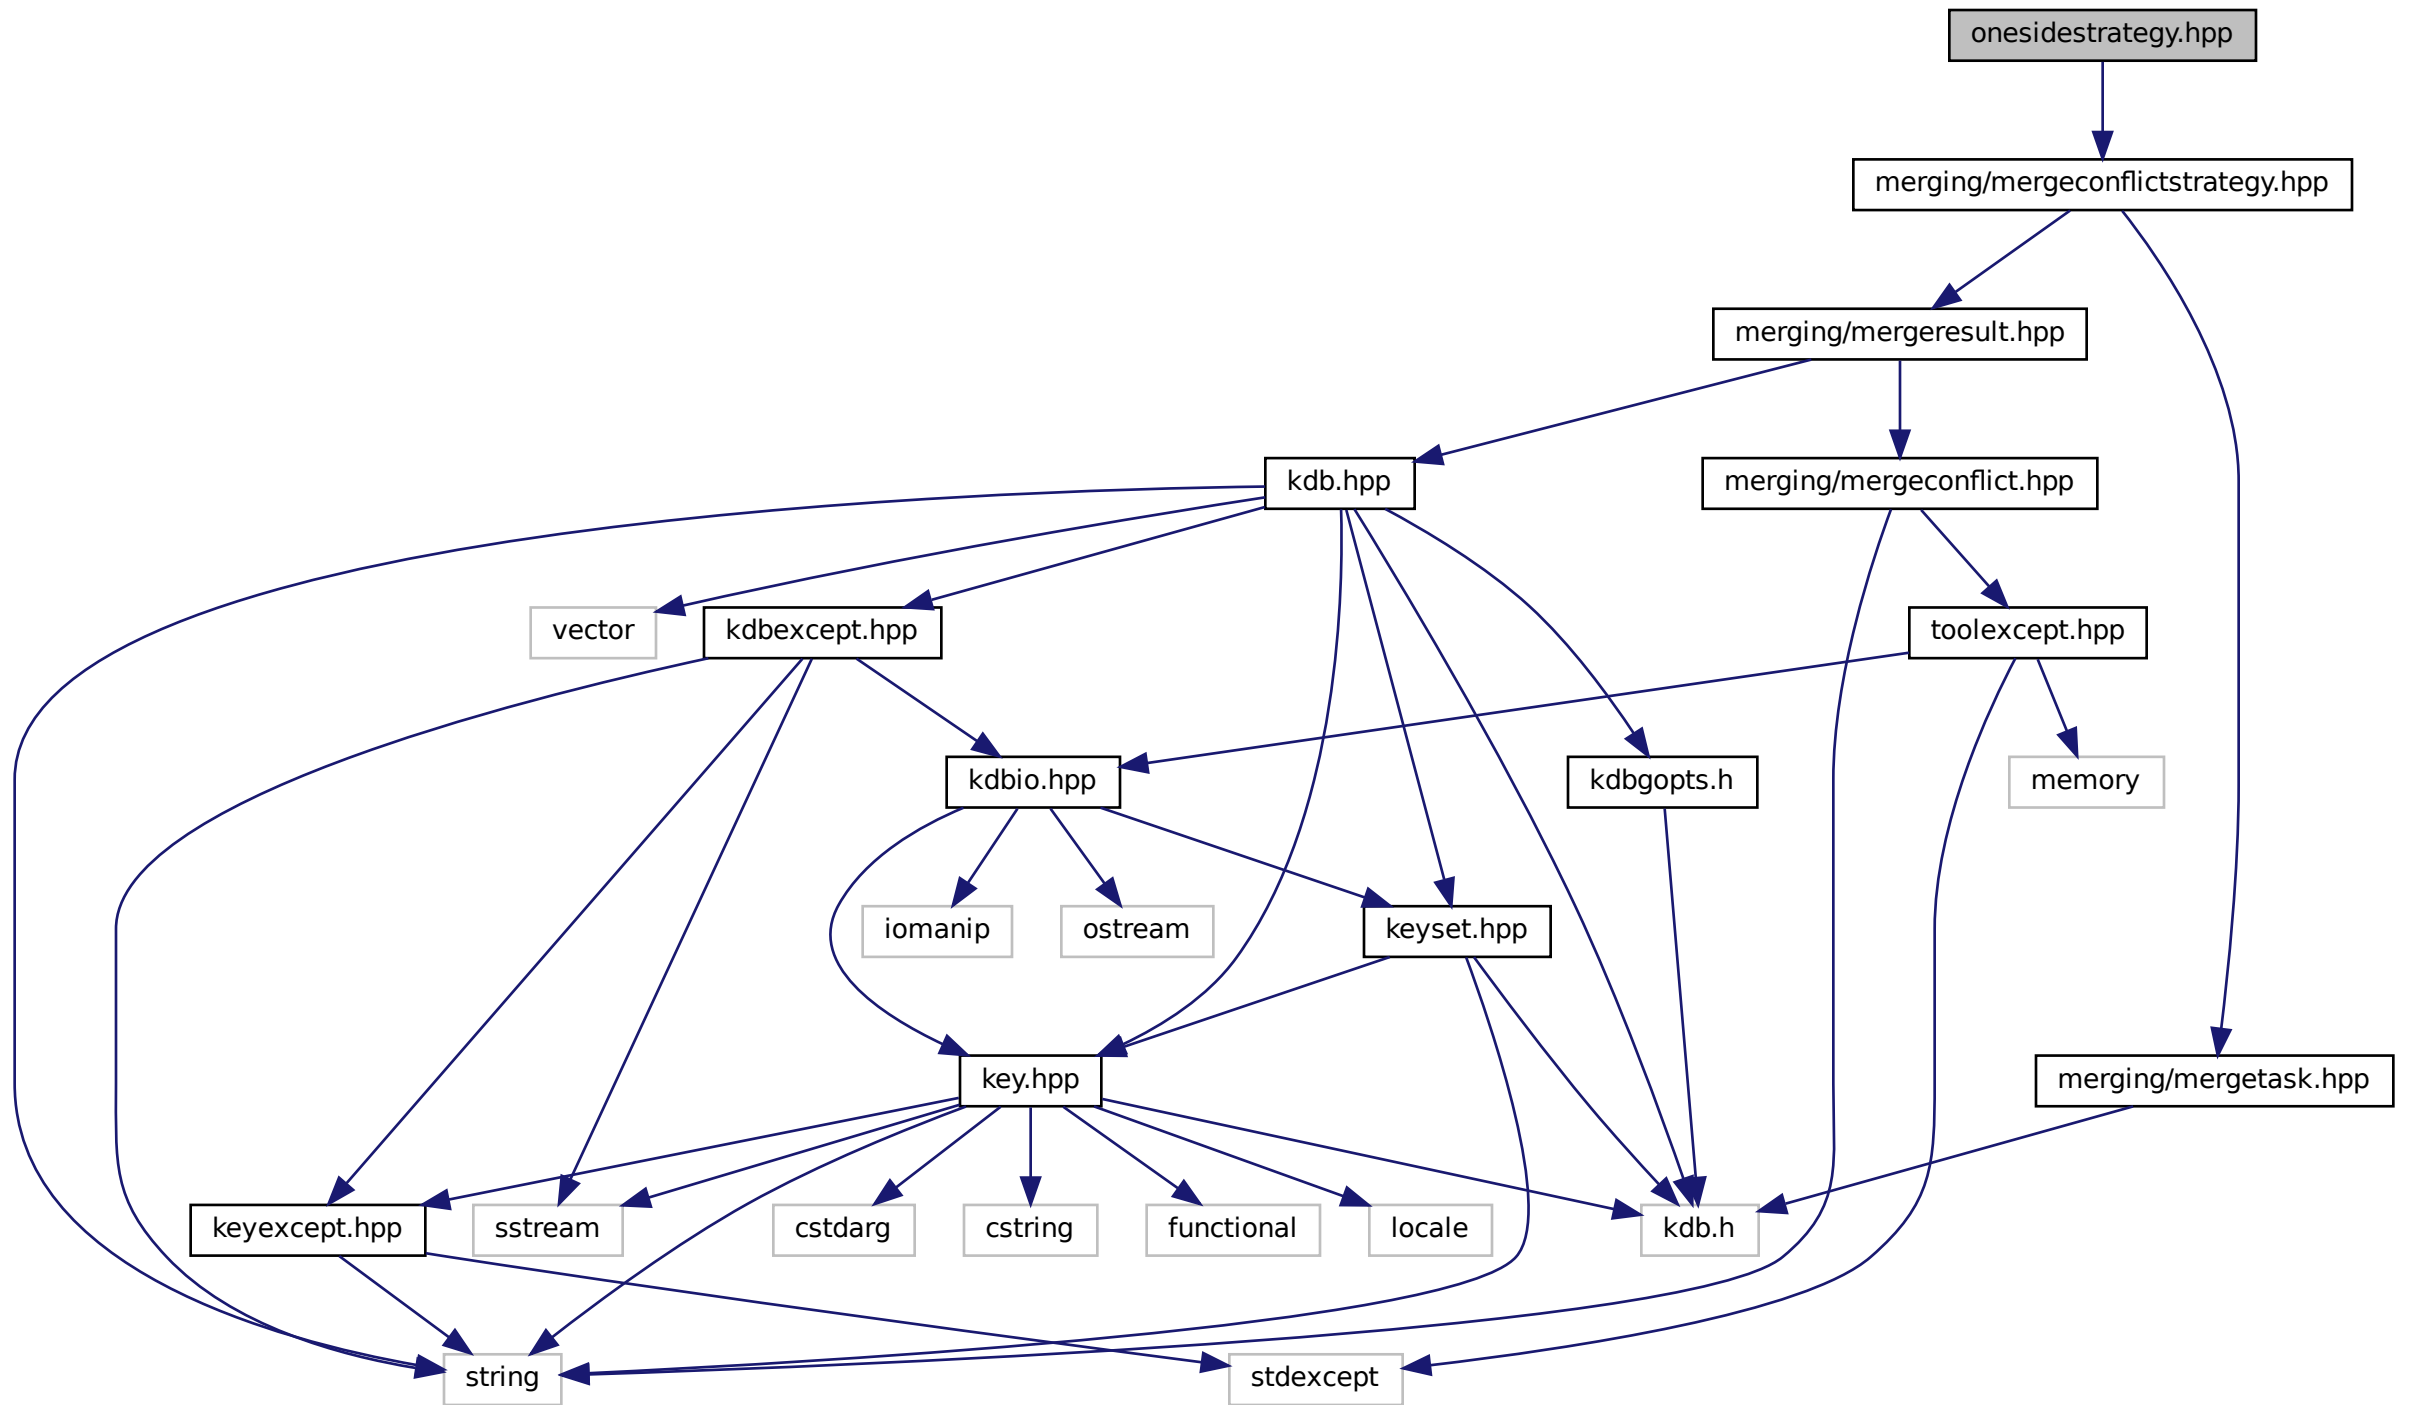 onesidestrategy.hpp
merging/mergeconflictstrategy.hpp
merging/mergeresult.hpp
kdb.hpp
merging/mergeconflict.hpp
vector
kdbexcept.hpp
toolexcept.hpp
kdbio.hpp
kdbgopts.h
memory
iomanip
ostream
keyset.hpp
key.hpp
merging/mergetask.hpp
keyexcept.hpp
sstream
cstdarg
cstring
functional
locale
kdb.h
string
stdexcept